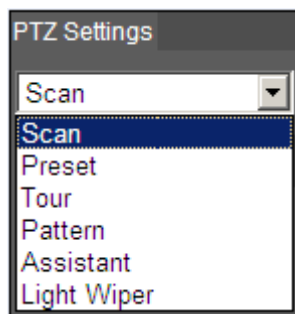 PTZ Settings
Scan
Scan
Preset
Tour
Pattern
Assistant
Light Wiper